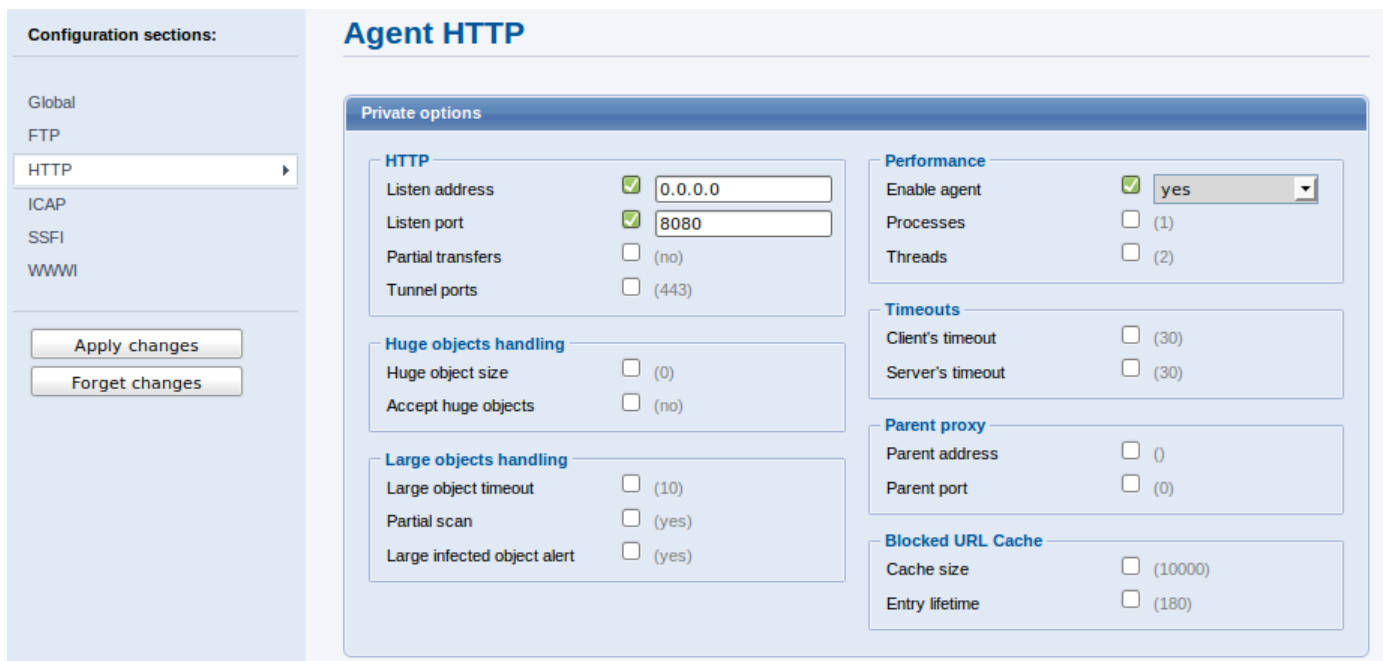 Configuration sections:
Global
FTP
HTTP
ICAP
SSFI
WWWI
Apply changes
Forget changes
Agent HTTP
Private options
HTTP
Listen address 0.0.0.0
Listen port 8080
Partial transfers (no)
Tunnel ports (443)
Huge objects handling
Huge object size (0)
Accept huge objects (no)
Large objects handling
Large object timeout (10)
Partial scan (yes)
Large infected object alert (yes)
Performance
Enable agent yes
Processes (1)
Threads (2)
Timeouts
Client's timeout (30)
Server's timeout (30)
Parent proxy
Parent address ()
Parent port (0)
Blocked URL Cache
Cache size (10000)
Entry lifetime (180)